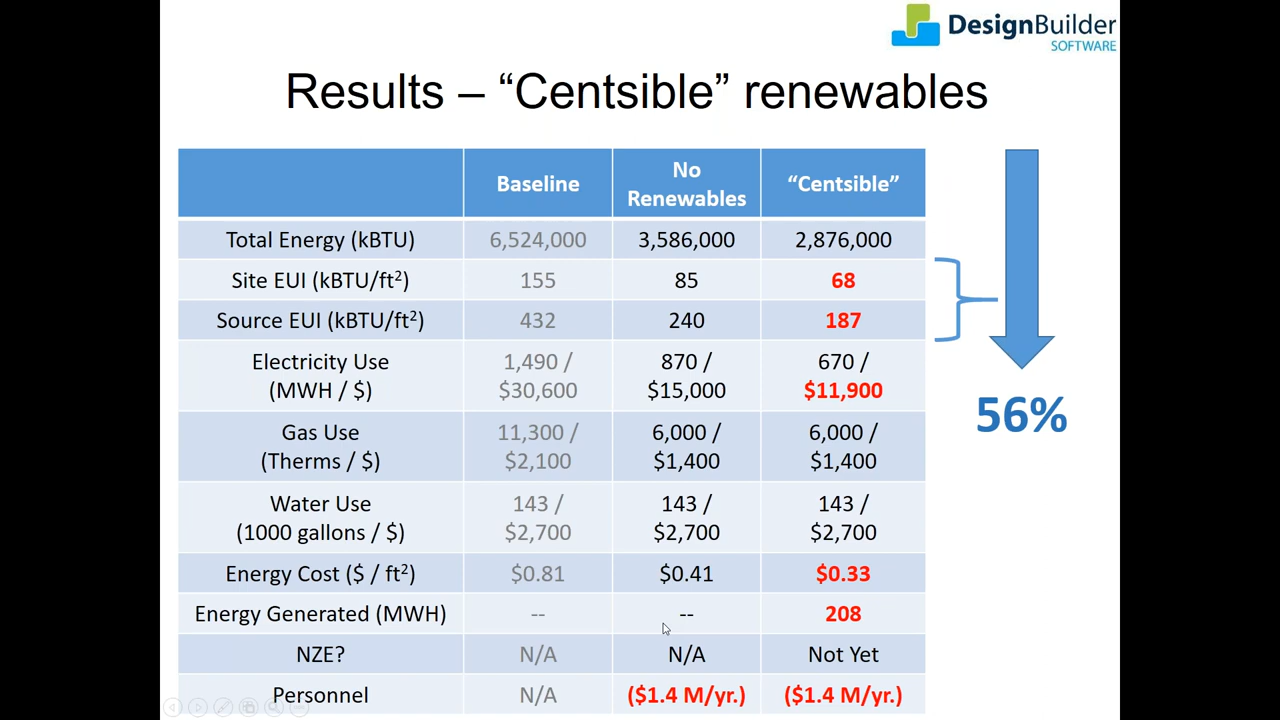 DesignBuilder
SOFTWARE
Results – “Centsible” renewables
Baseline
No
Renewables
“Centsible”
Total Energy (kBTU)
6,524,000
3,586,000
2,876,000
Site EUI (kBTU/ft²)
155
85
68
Source EUI (kBTU/ft²)
432
240
187
Electricity Use
(MWH / $)
1,490 /
$30,600
870 /
$15,000
670 /
$11,900
Gas Use
(Therms / $)
11,300 /
$2,100
6,000 /
$1,400
6,000 /
$1,400
Water Use
(1000 gallons / $)
143 /
$2,700
143 /
$2,700
143 /
$2,700
Energy Cost ($ / ft²)
$0.81
$0.41
$0.33
Energy Generated (MWH)
--
--
208
NZE?
N/A
N/A
Not Yet
Personnel
N/A
($1.4 M/yr.)
($1.4 M/yr.)
56%